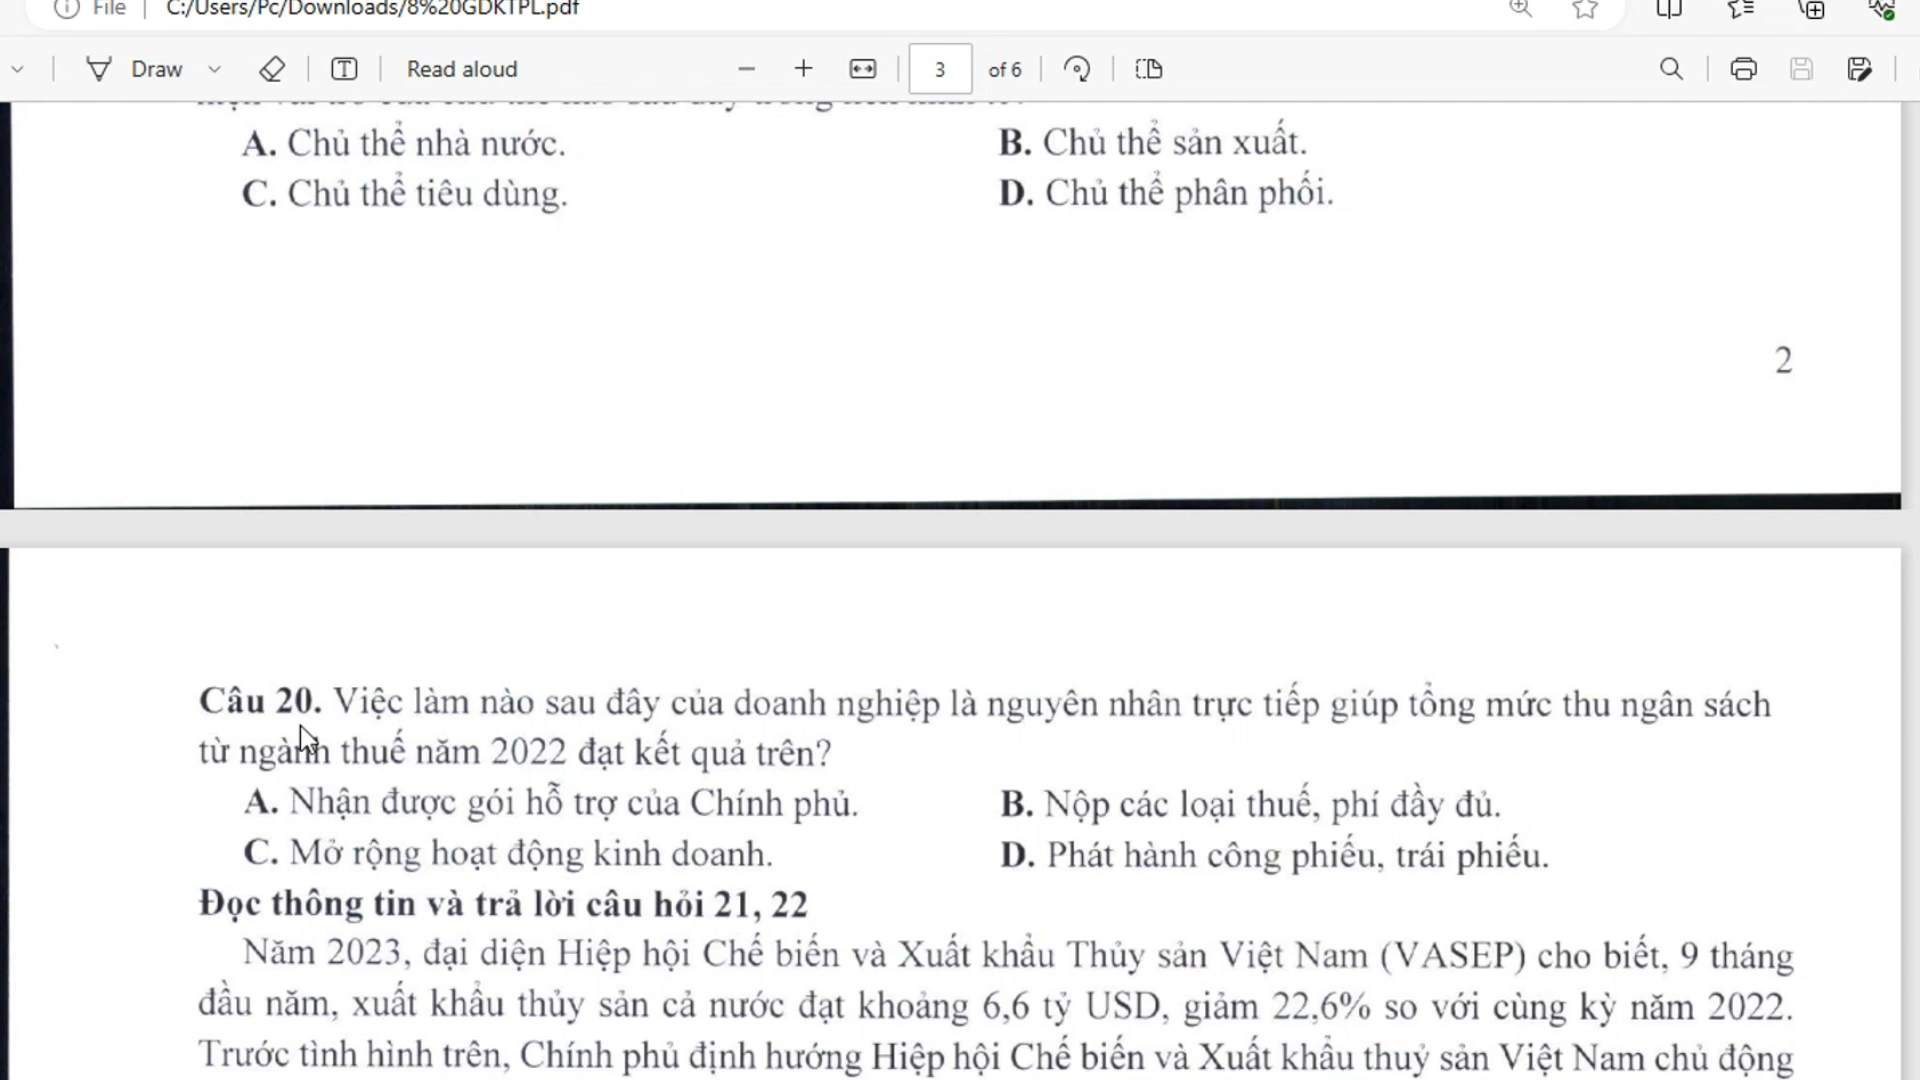 File | C:/Users/Pc/Downloads/8%20GDKTPL.pdf
Draw Read aloud 3 of 6
A. Chủ thể nhà nước. B. Chủ thể sản xuất.
C. Chủ thể tiêu dùng. D. Chủ thể phân phối.
2
Câu 20. Việc làm nào sau đây của doanh nghiệp là nguyên nhân trực tiếp giúp tổng mức thu ngân sách
từ ngành thuế năm 2022 đạt kết quả trên?
A. Nhận được gói hỗ trợ của Chính phủ. B. Nộp các loại thuế, phí đầy đủ.
C. Mở rộng hoạt động kinh doanh. D. Phát hành công phiếu, trái phiếu.
Đọc thông tin và trả lời câu hỏi 21, 22
Năm 2023, đại diện Hiệp hội Chế biến và Xuất khẩu Thủy sản Việt Nam (VASEP) cho biết, 9 tháng
đầu năm, xuất khẩu thủy sản cả nước đạt khoảng 6,6 tỷ USD, giảm 22,6% so với cùng kỳ năm 2022.
Trước tình hình trên, Chính phủ định hướng Hiệp hội Chế biến và Xuất khẩu thuỷ sản Việt Nam chủ động